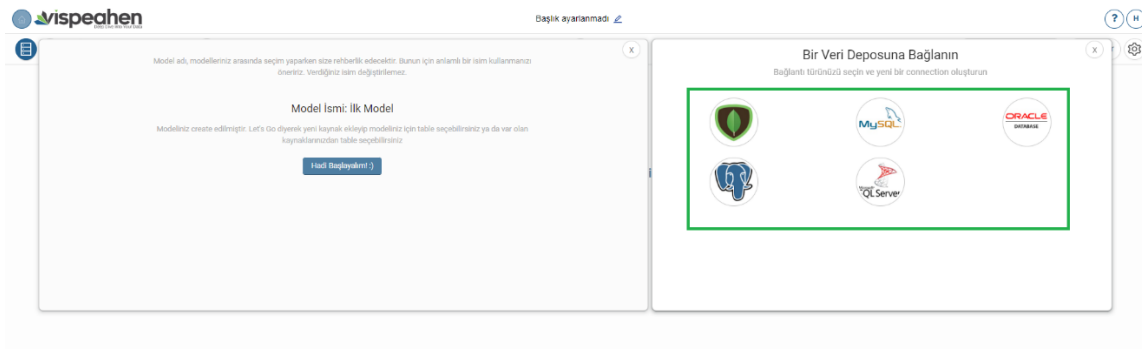 vispeahen
Başlık ayarlanmadı
?
H
X
Model adı, modelleriniz arasında seçim yaparken size rehberlik edecektir. Bunun için anlamlı bir isim kullanmanızı
öneririz. Verdiğiniz isim değiştirilemez.
Model İsmi: İlk Model
Modeliniz create edilmiştir. Let's Go diyerek yeni kaynak ekleyip modeliniz için table seçebilirsiniz ya da var olan
kaynaklarınızdan table seçebilirsiniz
Hadi Başlayalım! :)
X
Bir Veri Deposuna Bağlanın
Bağlantı türünüzü seçin ve yeni bir connection oluşturun
MySQL
ORACLE
DATABASE
QL Server